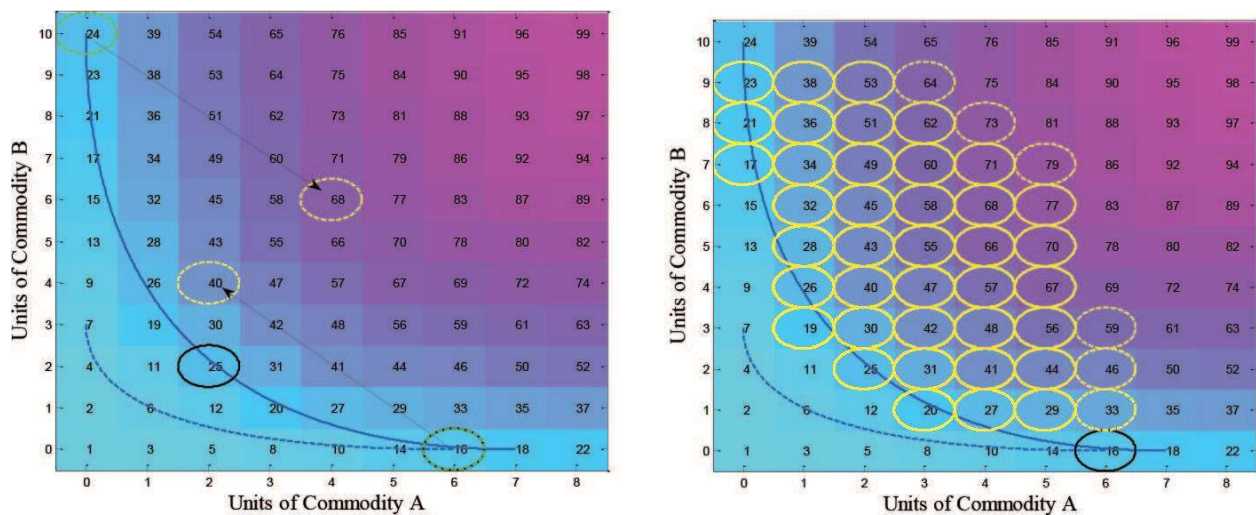 Units of Commodity B
10 24 39 54 65 76 85 91 96 99
9 23 38 53 64 75 84 90 95 98
8 21 36 51 62 73 81 88 93 97
7 17 34 49 60 71 79 86 92 94
6 15 32 45 58 68 77 83 87 89
5 13 28 43 55 66 70 78 80 82
4 9 26 40 47 57 67 69 72 74
3 7 19 30 42 48 56 59 61 63
2 4 11 25 31 41 44 46 50 52
1 2 6 12 20 27 29 33 35 37
0 1 3 5 8 10 14 16 18 22
0 1 2 3 4 5 6 7 8
Units of Commodity A
Units of Commodity B
10 24 39 54 65 76 85 91 96 99
9 23 38 53 64 75 84 90 95 98
8 21 36 51 62 73 81 88 93 97
7 17 34 49 60 71 79 86 92 94
6 15 32 45 58 68 77 83 87 89
5 13 28 43 55 66 70 78 80 82
4 9 26 40 47 57 67 69 72 74
3 7 19 30 42 48 56 59 61 63
2 4 11 25 31 41 44 46 50 52
1 2 6 12 20 27 29 33 35 37
0 1 3 5 8 10 14 16 18 22
0 1 2 3 4 5 6 7 8
Units of Commodity A